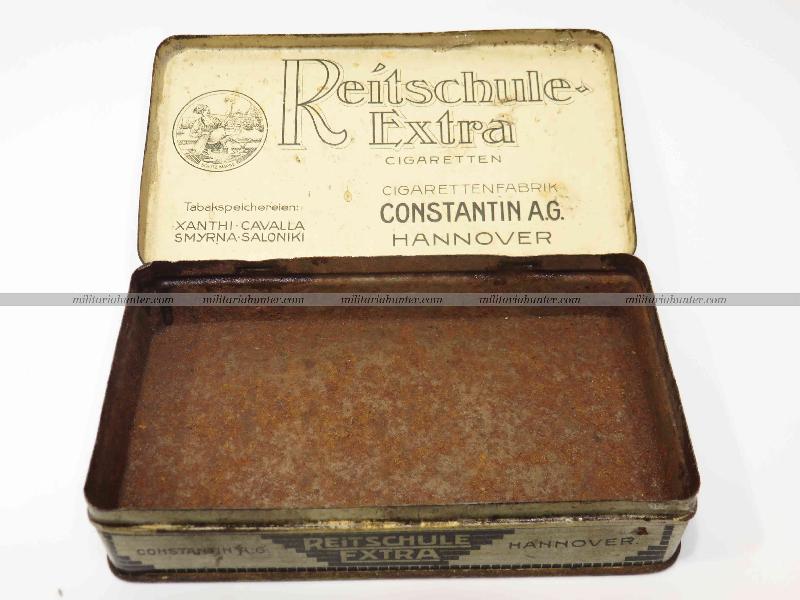 Reitschule-
Extra
CIGARETTEN
CIGARETTENFABRIK
CONSTANTIN A.G.
HANNOVER
Tabakspeichereien:
XANTHI · CAVALLA
SMYRNA · SALONIKI
militariahunter.com militariahunter.com militariahunter.com militariahunter.com militariahunter.com
REITSCHULE
EXTRA
CONSTANTIN A.G.
HANNOVER.